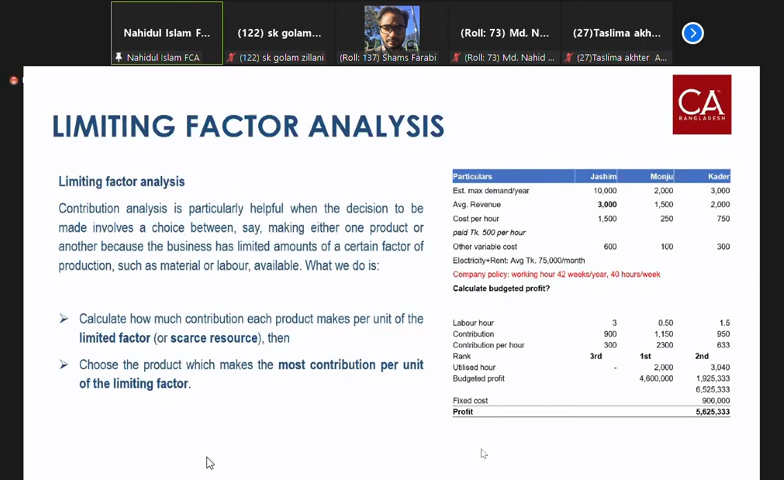 Nahidul Islam F...
(122) sk golam...
(Roll: 73) Md. N...
(27)Taslima akh...
Nahidul Islam FCA
(122) sk golam zillani
(Roll: 137) Shams Farabi
(Roll: 73) Md. Nahid ...
(27)Taslima akhter A...
CA
BANGLADESH
LIMITING FACTOR ANALYSIS
Limiting factor analysis
Contribution analysis is particularly helpful when the decision to be
made involves a choice between, say, making either one product or
another because the business has limited amounts of a certain factor of
production, such as material or labour, available. What we do is:
Calculate how much contribution each product makes per unit of the
limited factor (or scarce resource), then
Choose the product which makes the most contribution per unit
of the limiting factor.
Particulars Jashim Monju Kader
Est. max demand/year 10,000 2,000 3,000
Avg. Revenue 3,000 1,500 2,000
Cost per hour 1,500 250 750
paid Tk. 500 per hour
Other variable cost 600 100 300
Electricity+Rent: Avg Tk. 75,000/month
Company policy: working hour 42 weeks/year, 40 hours/week
Calculate budgeted profit?
Labour hour 3 0.50 1.5
Contribution 900 1,150 950
Contribution per hour 300 2300 633
Rank 3rd 1st 2nd
Utilised hour - 2,000 3,040
Budgeted profit 4,600,000 1,925,333
6,525,333
Fixed cost 900,000
Profit 5,625,333